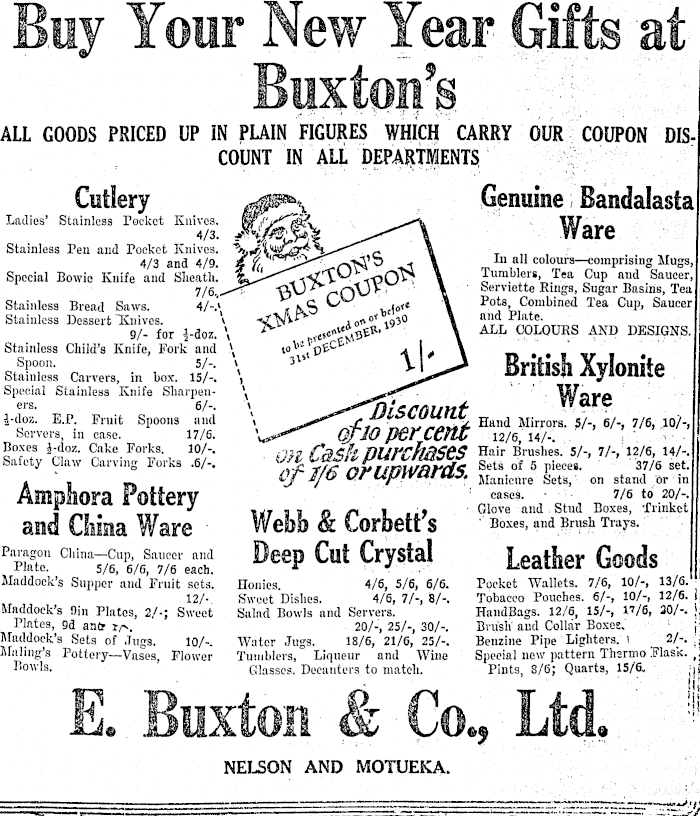 Buy Your New Year Gifts at
Buxton's
ALL GOODS PRICED UP IN PLAIN FIGURES WHICH CARRY OUR COUPON DIS-
COUNT IN ALL DEPARTMENTS
Cutlery
Ladies' Stainless Pocket Knives.
4/3.
Stainless Pen and Pocket Knives.
4/3 and 4/9.
Special Bowie Knife and Sheath.
7/6.
Stainless Bread Saws. 4/-.
Stainless Dessert Knives.
9/- for ½-doz.
Stainless Child's Knife, Fork and
Spoon. 5/-.
Stainless Carvers, in box. 15/-.
Special Stainless Knife Sharpen-
ers. 6/-.
½-doz. E.P. Fruit Spoons and
Servers, in case. 17/6.
Boxes ½-doz. Cake Forks. 10/-.
Safety Claw Carving Forks .6/-.
Amphora Pottery
and China Ware
Paragon China—Cup, Saucer and
Plate. 5/6, 6/6, 7/6 each.
Maddock's Supper and Fruit sets.
12/-
Maddock's 9in Plates, 2/-; Sweet
Plates, 9d and
Maddock's Sets of Jugs. 10/-.
Maling's Pottery—Vases, Flower
Bowls.
BUXTON'S
XMAS COUPON
to be presented on or before
31st DECEMBER, 1930
1/-
Discount
of 10 per cent
on Cash purchases
of 1/6 or upwards.
Webb & Corbett's
Deep Cut Crystal
Honies. 4/6, 5/6, 6/6.
Sweet Dishes. 4/6, 7/-, 8/-.
Salad Bowls and Servers.
20/-, 25/-, 30/-.
Water Jugs. 18/6, 21/6, 25/-.
Tumblers, Liqueur and Wine
Glasses. Decanters to match.
Genuine Bandalasta
Ware
In all colours—comprising Mugs,
Tumblers, Tea Cup and Saucer,
Serviette Rings, Sugar Basins, Tea
Pots, Combined Tea Cup, Saucer
and Plate.
ALL COLOURS AND DESIGNS.
British Xylonite
Ware
Hand Mirrors. 5/-, 6/-, 7/6, 10/-,
12/6, 14/-.
Hair Brushes. 5/-, 7/-, 12/6, 14/-.
Sets of 5 pieces. 37/6 set.
Manicure Sets, on stand or in
cases. 7/6 to 20/-.
Glove and Stud Boxes, Trinket
Boxes, and Brush Trays.
Leather Goods
Pocket Wallets. 7/6, 10/-, 13/6.
Tobacco Pouches. 6/-, 10/-, 12/6.
HandBags. 12/6, 15/-, 17/6, 20/-.
Brush and Collar Boxes.
Benzine Pipe Lighters. 2/-.
Special new pattern Thermo Flask.
Pints, 8/6; Quarts, 15/6.
E. Buxton & Co., Ltd.
NELSON AND MOTUEKA.